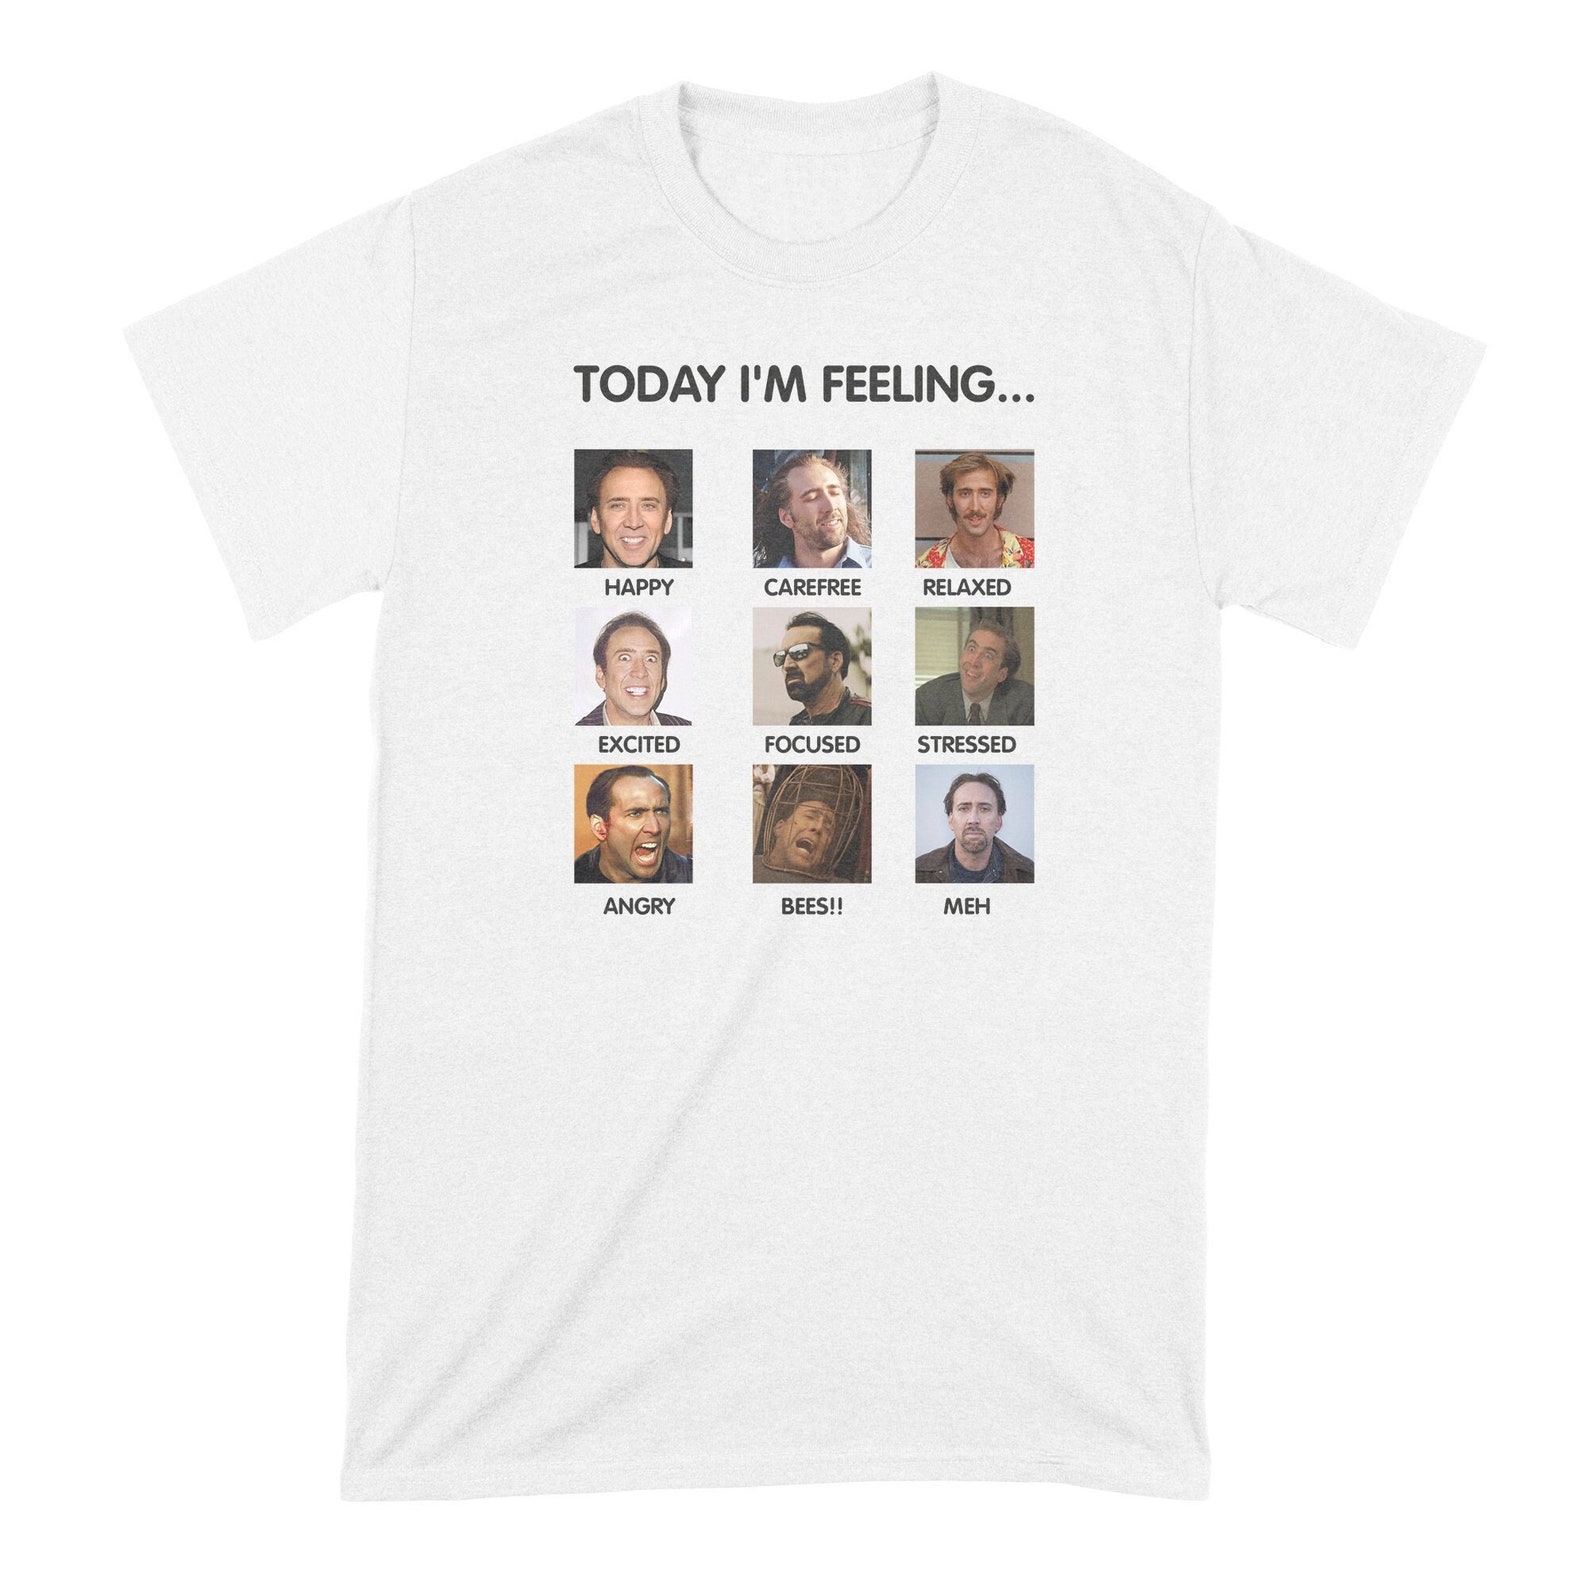 TODAY I'M FEELING...
HAPPY CAREFREE RELAXED
EXCITED FOCUSED STRESSED
ANGRY BEES!! MEH